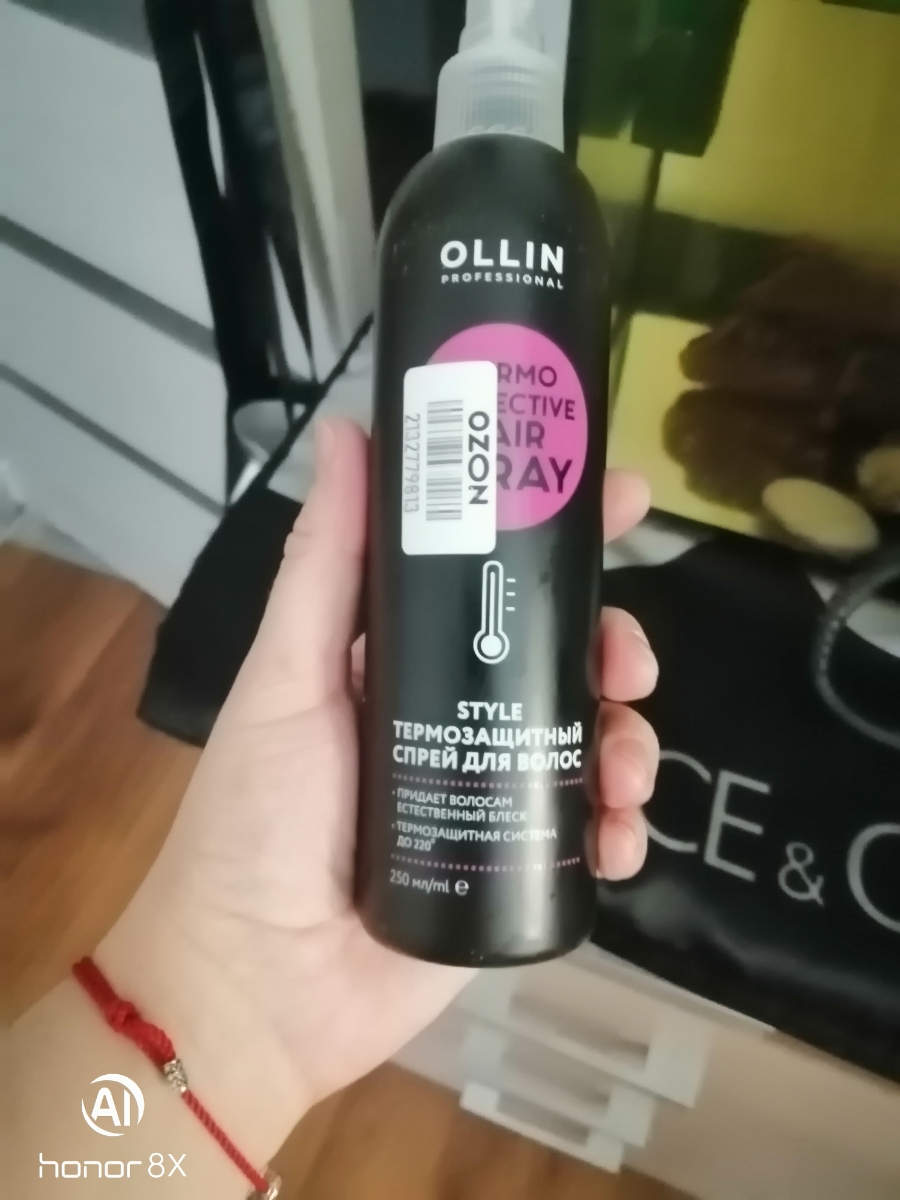 OLLIN
PROFESSIONAL
RMO
ECTIVE
AIR
RAY
OZON
2132779813
STYLE
ТЕРМОЗАЩИТНЫЙ
СПРЕЙ ДЛЯ ВОЛОС
• ПРИДАЕТ ВОЛОСАМ
ЕСТЕСТВЕННЫЙ БЛЕСК
• ТЕРМОЗАЩИТНАЯ СИСТЕМА
ДО 220°
250 мл/ml e
CE & C
AI
honor 8X